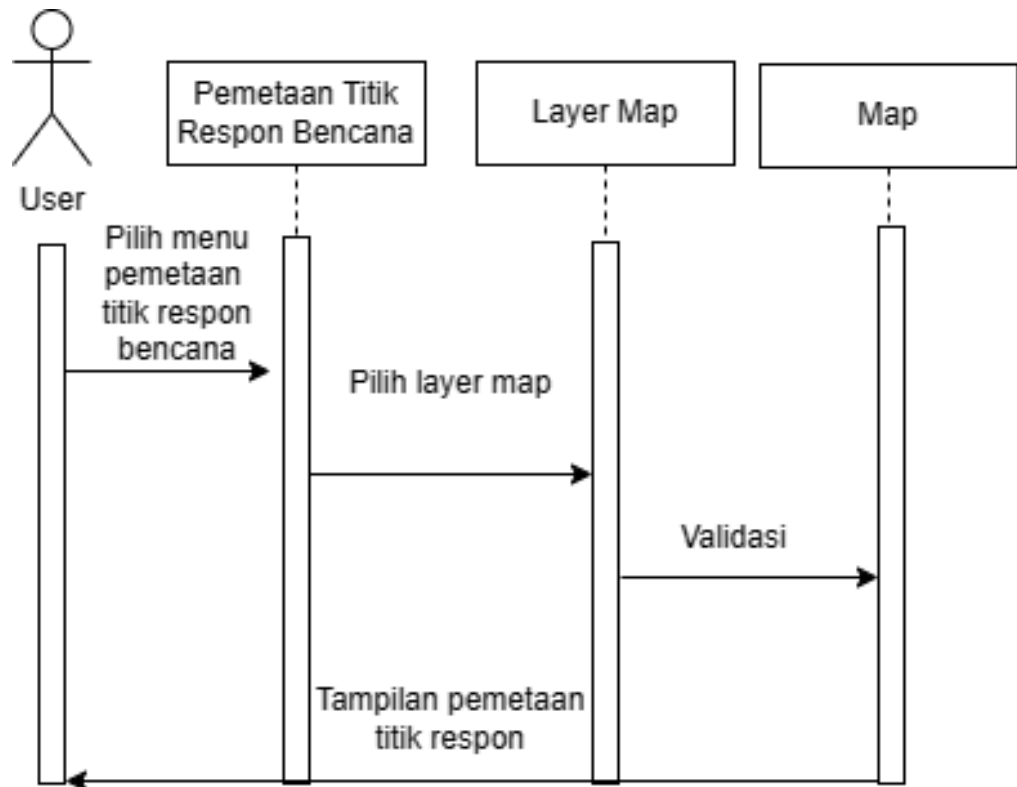 Pemetaan Titik
Respon Bencana
Layer Map
Map
User
Pilih menu
pemetaan
titik respon
bencana
Pilih layer map
Validasi
Tampilan pemetaan
titik respon